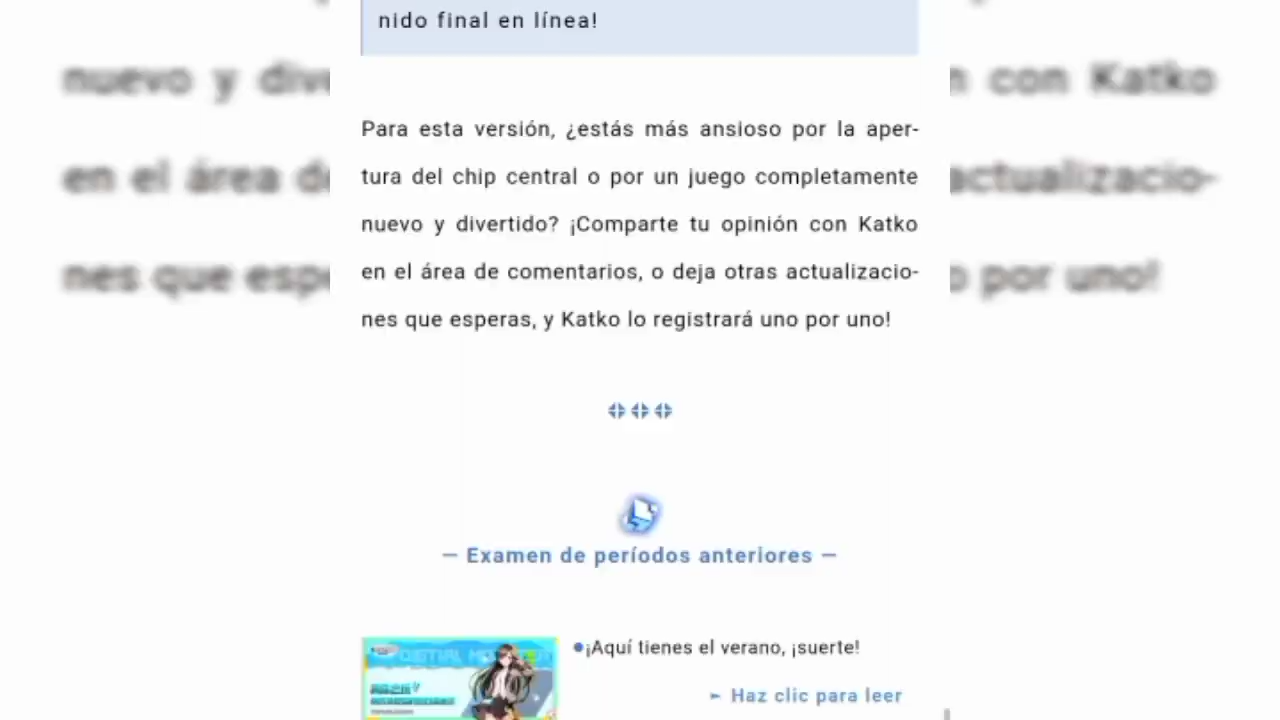 nido final en línea!
Para esta versión, ¿estás más ansioso por la aper-
tura del chip central o por un juego completamente
nuevo y divertido? ¡Comparte tu opinión con Katko
en el área de comentarios, o deja otras actualizacio-
nes que esperas, y Katko lo registrará uno por uno!
— Examen de períodos anteriores —
¡Aquí tienes el verano, ¡suerte!
► Haz clic para leer